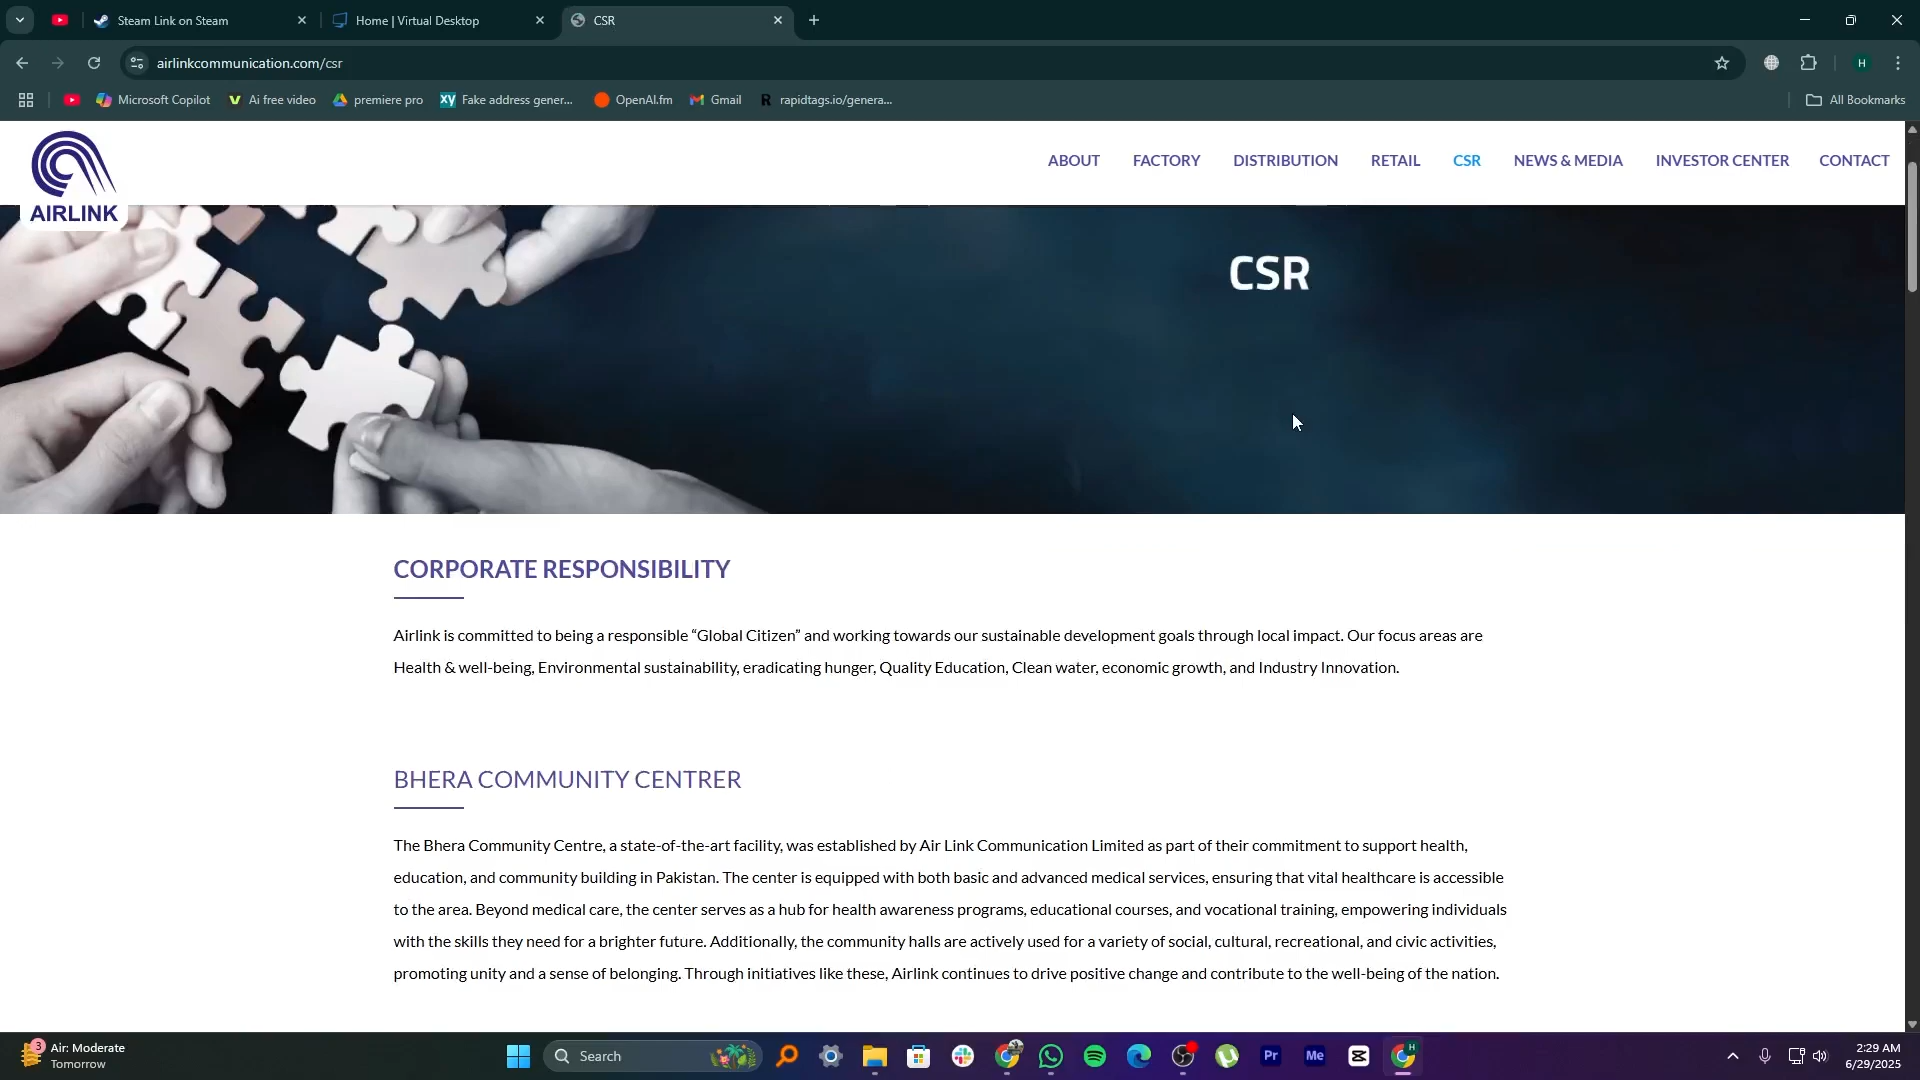 Steam Link on Steam
Home | Virtual Desktop
CSR
airlinkcommunication.com/csr
H
Microsoft Copilot
Ai free video
premiere pro
XY Fake address gener...
OpenAI.fm
Gmail
R rapidtags.io/genera...
All Bookmarks
AIRLINK
ABOUT
FACTORY
DISTRIBUTION
RETAIL
CSR
NEWS & MEDIA
INVESTOR CENTER
CONTACT
CSR
CORPORATE RESPONSIBILITY
Airlink is committed to being a responsible “Global Citizen” and working towards our sustainable development goals through local impact. Our focus areas are
Health & well-being, Environmental sustainability, eradicating hunger, Quality Education, Clean water, economic growth, and Industry Innovation.
BHERA COMMUNITY CENTRER
The Bhera Community Centre, a state-of-the-art facility, was established by Air Link Communication Limited as part of their commitment to support health,
education, and community building in Pakistan. The center is equipped with both basic and advanced medical services, ensuring that vital healthcare is accessible
to the area. Beyond medical care, the center serves as a hub for health awareness programs, educational courses, and vocational training, empowering individuals
with the skills they need for a brighter future. Additionally, the community halls are actively used for a variety of social, cultural, recreational, and civic activities,
promoting unity and a sense of belonging. Through initiatives like these, Airlink continues to drive positive change and contribute to the well-being of the nation.
3
Air: Moderate
Tomorrow
Search
Pr
Me
H
2:29 AM
6/29/2025